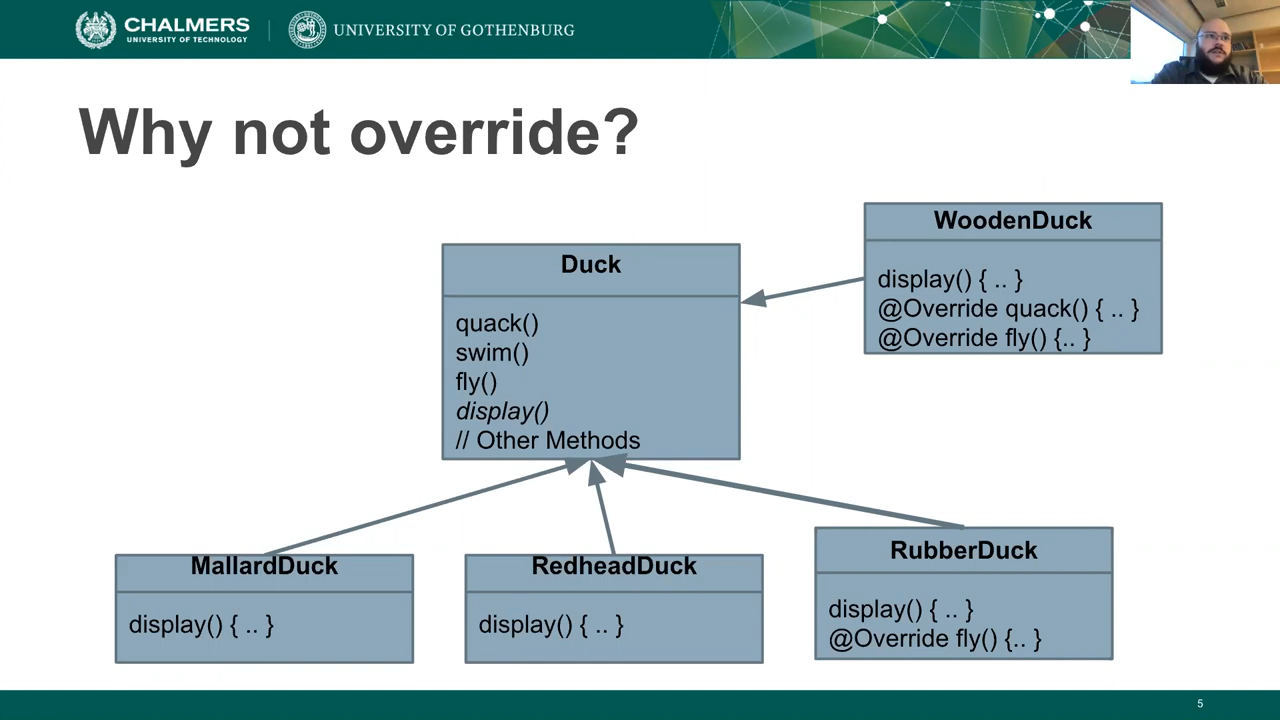 CHALMERS
UNIVERSITY OF TECHNOLOGY
UNIVERSITY OF GOTHENBURG
Why not override?
WoodenDuck
display() { .. }
@Override quack() { .. }
@Override fly() {.. }
Duck
quack()
swim()
fly()
display()
// Other Methods
MallardDuck
display() { .. }
RedheadDuck
display() { .. }
RubberDuck
display() { .. }
@Override fly() {.. }
5